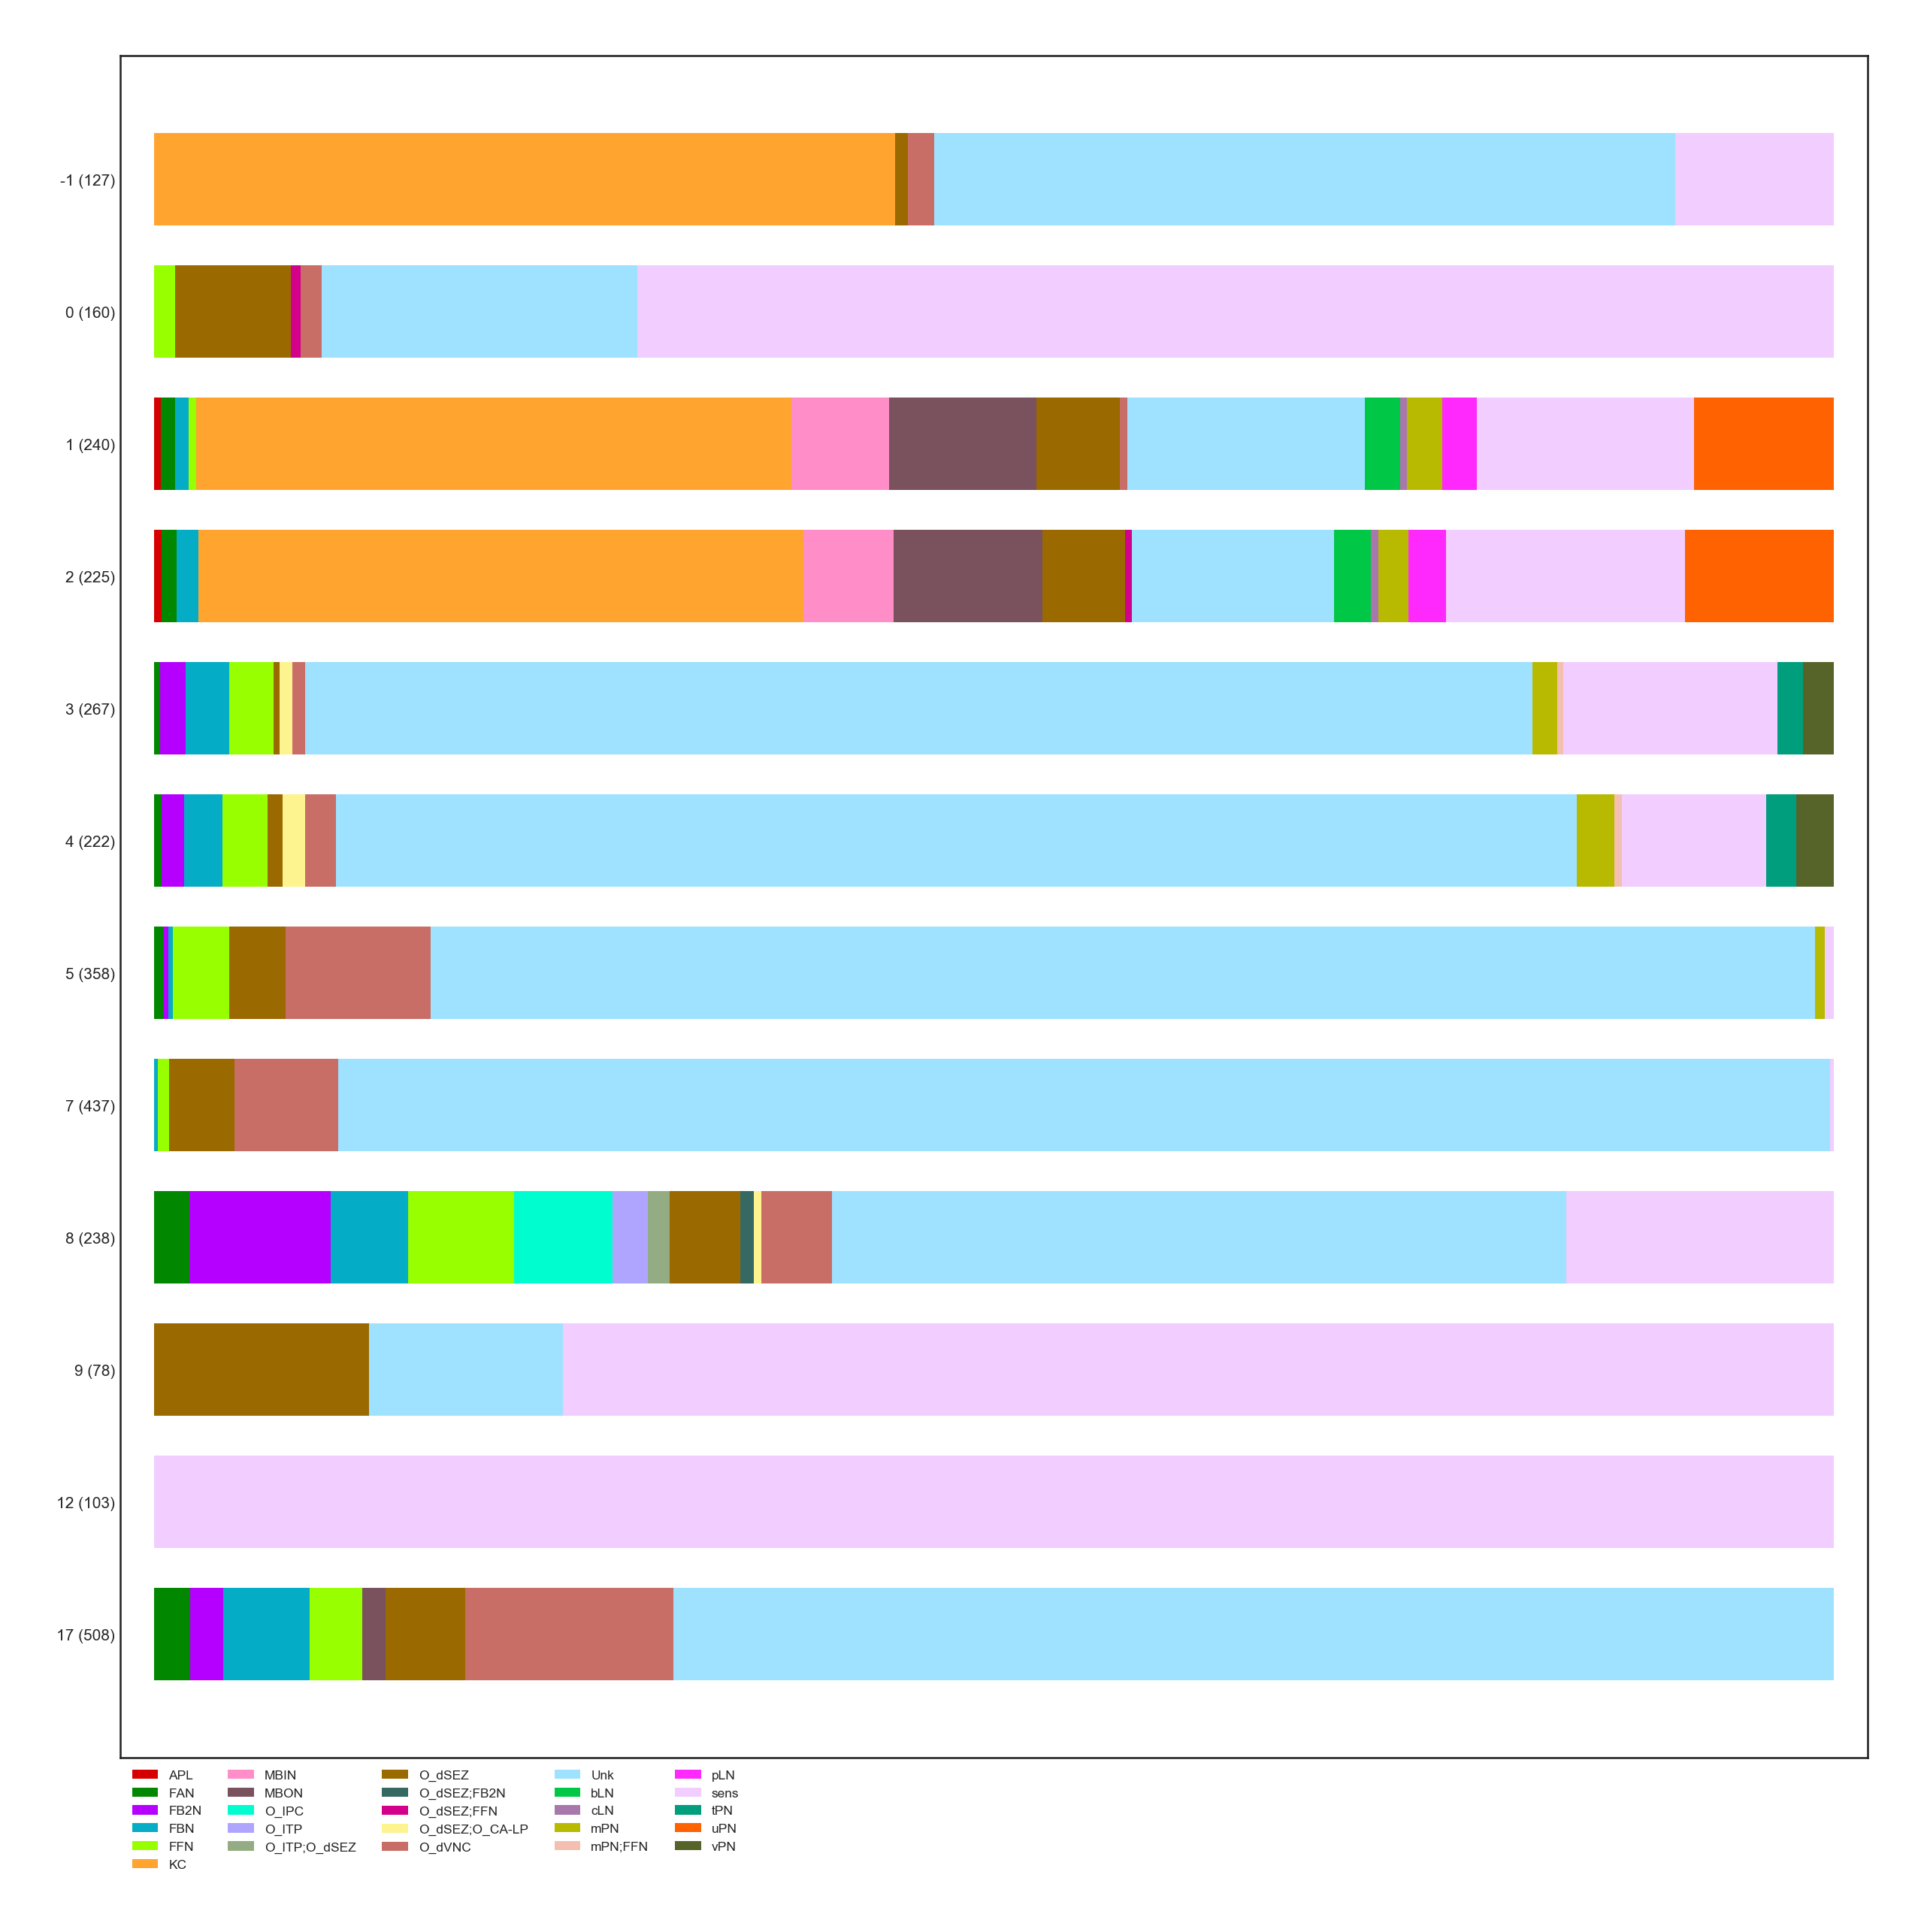 -1 (127)
0 (160)
1 (240)
2 (225)
3 (267)
4 (222)
5 (358)
7 (437)
8 (238)
9 (78)
12 (103)
17 (508)
APL
FAN
FB2N
FBN
FFN
KC
MBIN
MBON
O_IPC
O_ITP
O_ITP;O_dSEZ
O_dSEZ
O_dSEZ;FB2N
O_dSEZ;FFN
O_dSEZ;O_CA-LP
O_dVNC
Unk
bLN
cLN
mPN
mPN;FFN
pLN
sens
tPN
uPN
vPN